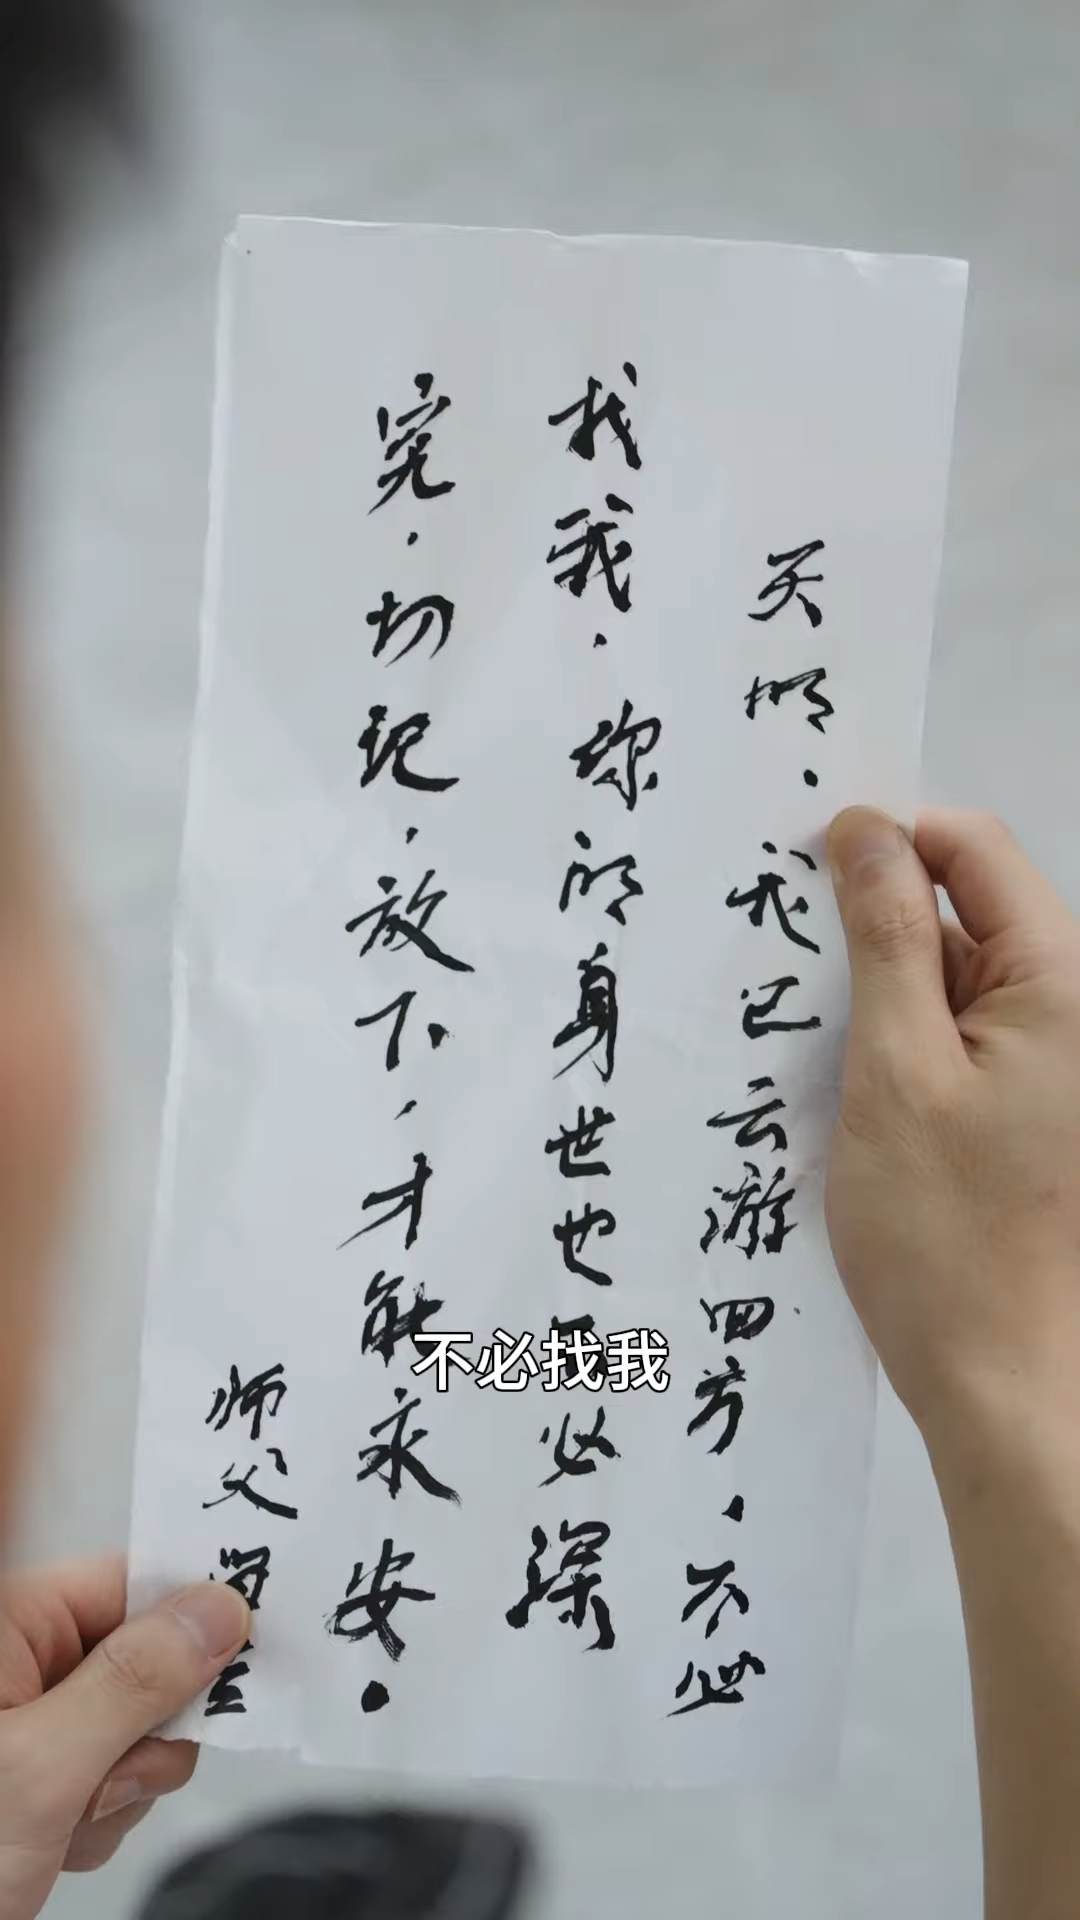 天明，我已云游四方，不必
找我，你的身世也不必深
究，切记，放下，才能永安。
师父
不必找我